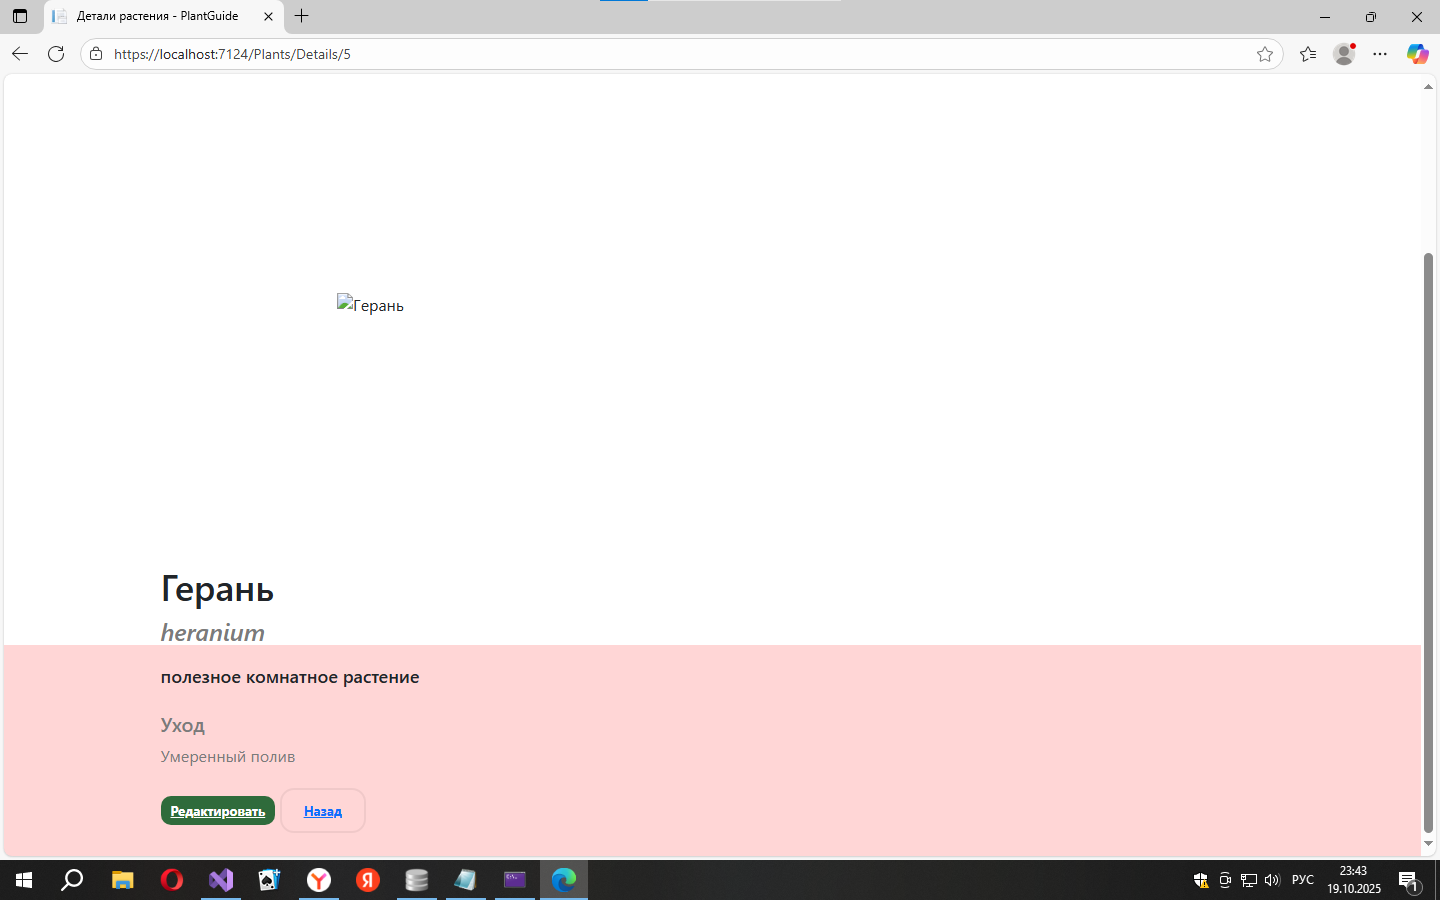 Детали растения - PlantGuide
https://localhost:7124/Plants/Details/5
Герань
Герань
heranium
полезное комнатное растение
Уход
Умеренный полив
Редактировать
Назад
РУС
23:43
19.10.2025
1